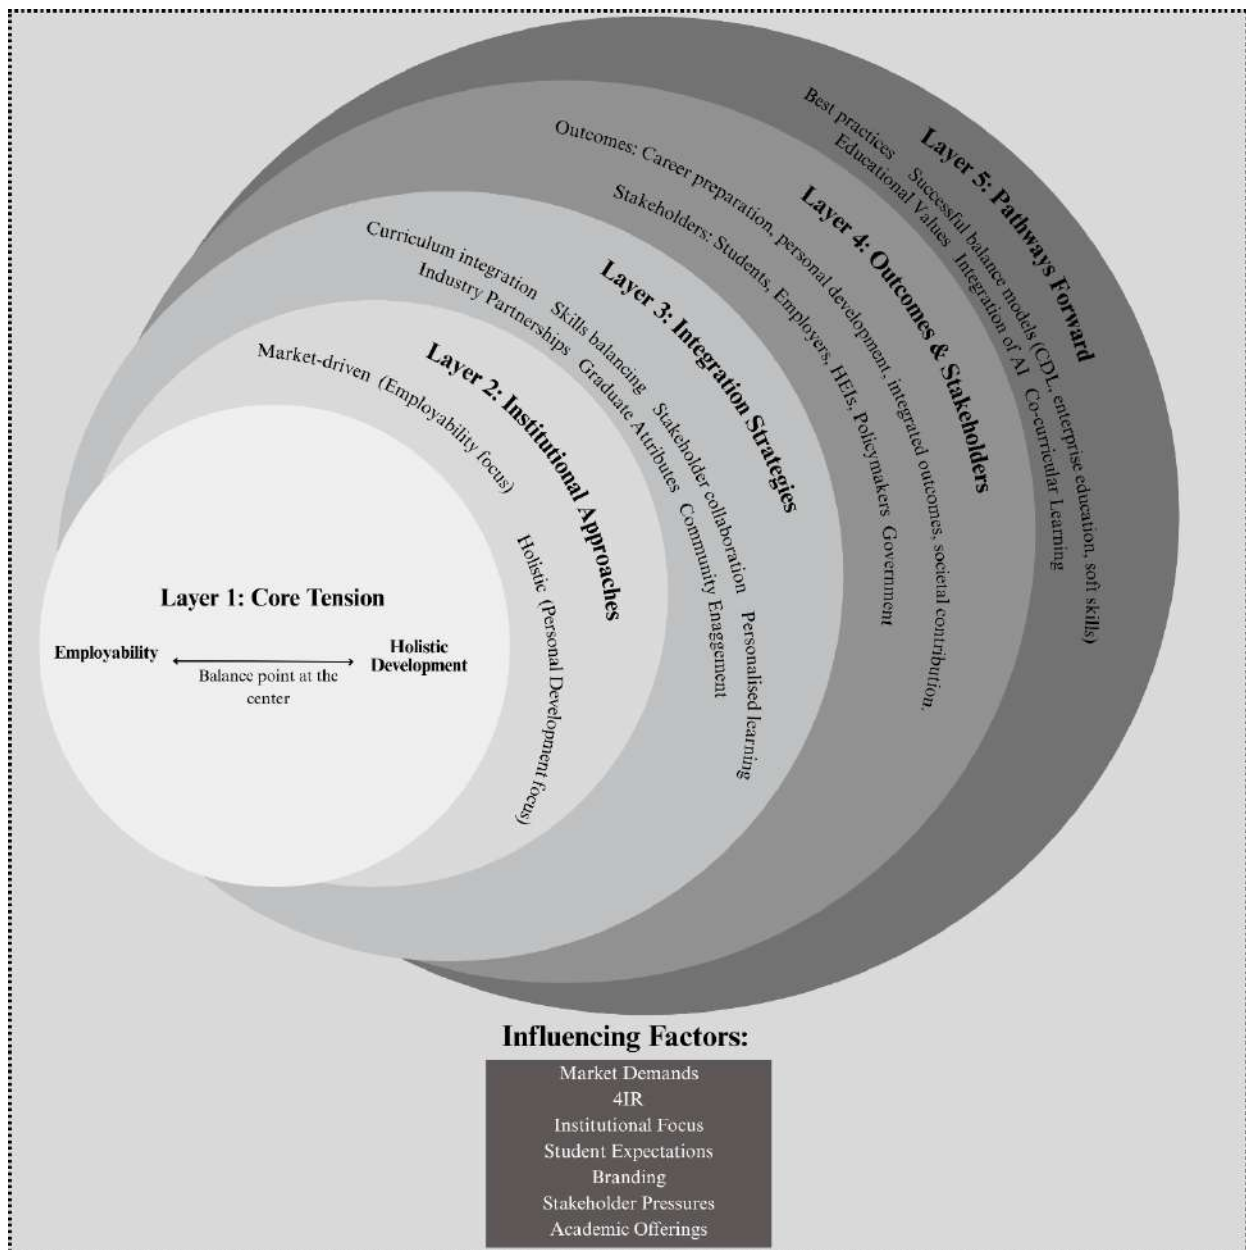 Layer 5: Pathways Forward
Best practices Successful balance models (CDL, enterprise education, soft skills)
Educational Values Integration of AI Co-curricular Learning
Layer 4: Outcomes & Stakeholders
Outcomes: Career preparation, personal development, integrated outcomes, societal contribution.
Stakeholders: Students, Employers, HEIs, Policymakers Government
Layer 3: Integration Strategies
Curriculum integration Skills balancing Stakeholder collaboration Personalised learning
Industry Partnerships Graduate Attributes Community Enaggement
Layer 2: Institutional Approaches
Market-driven (Employability focus) Holistic (Personal Development focus)
Layer 1: Core Tension
Employability
Holistic
Development
Balance point at the
center
Influencing Factors:
Market Demands
4IR
Institutional Focus
Student Expectations
Branding
Stakeholder Pressures
Academic Offerings